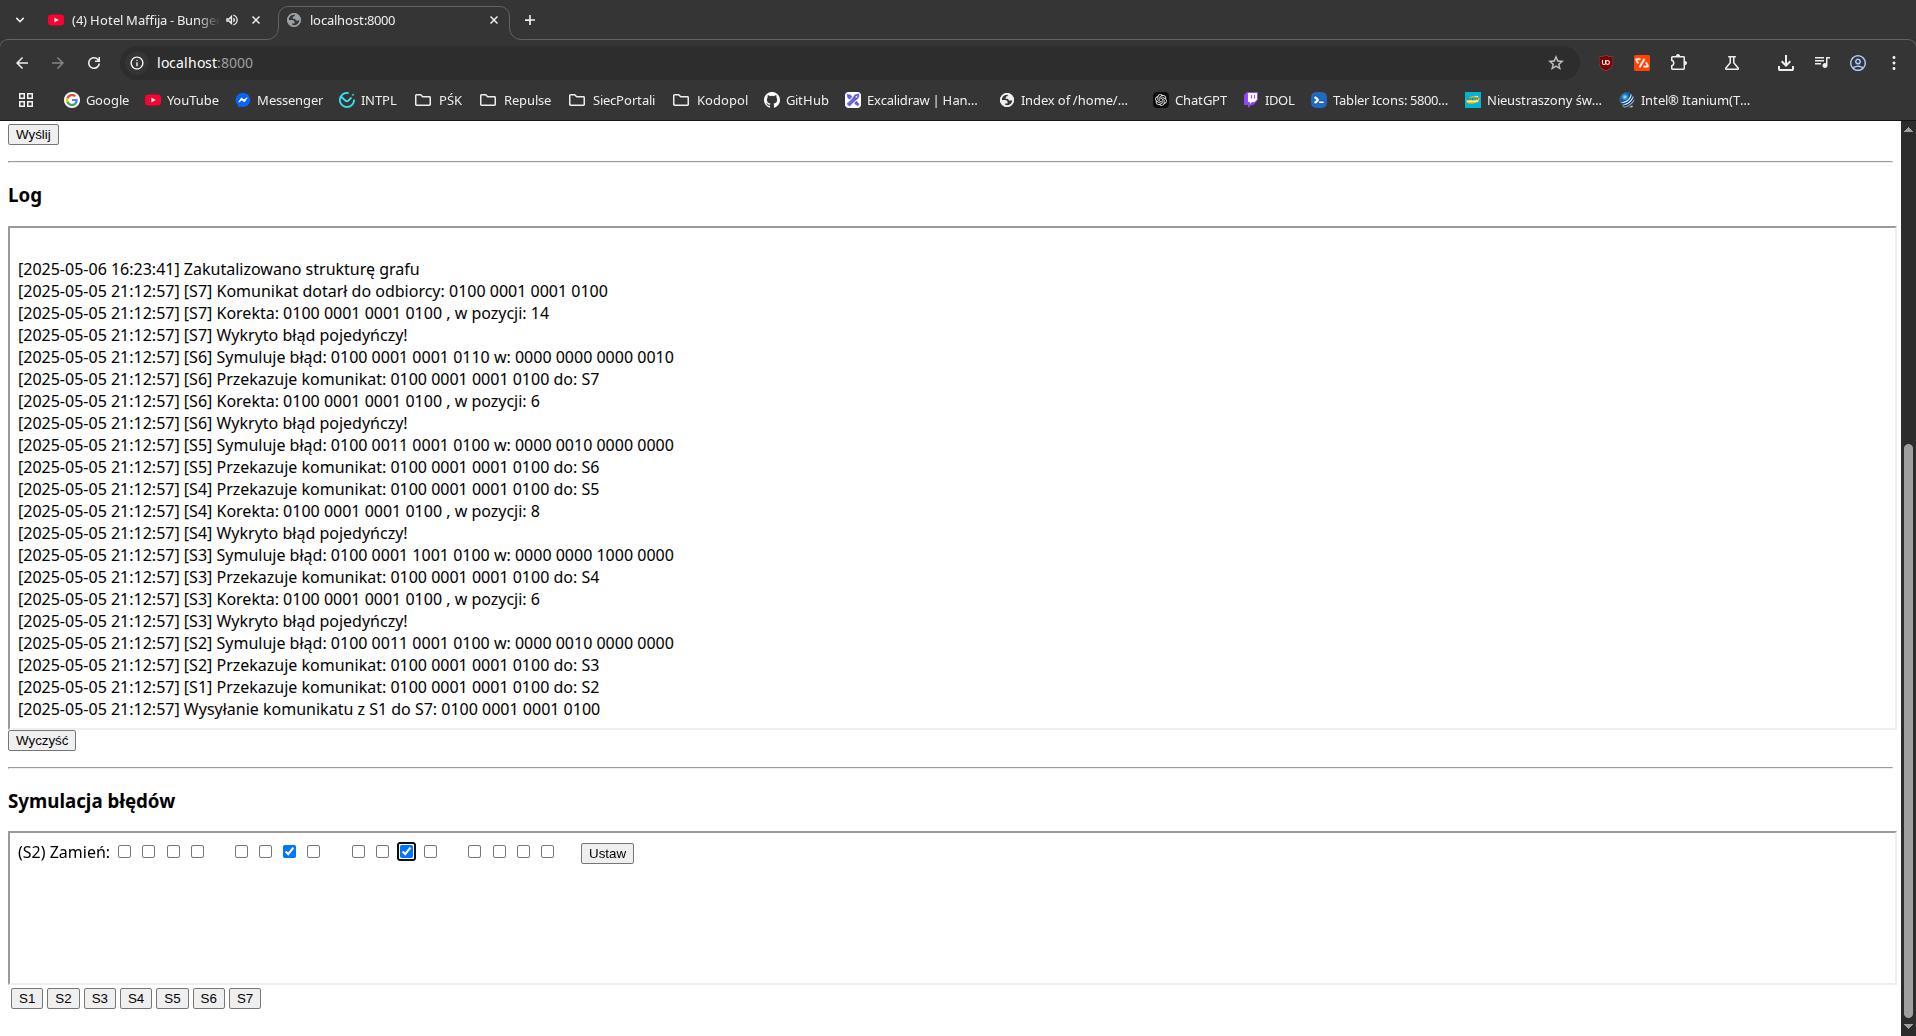 (4) Hotel Maffija - Bunge
localhost:8000
localhost:8000
Google YouTube Messenger INTPL PŚK Repulse SiecPortali Kodopol GitHub Excalidraw | Han... Index of /home/... ChatGPT IDOL Tabler Icons: 5800... Nieustraszony św... Intel® Itanium(T...
Wyślij
Log
[2025-05-06 16:23:41] Zakutalizowano strukturę grafu
[2025-05-05 21:12:57] [S7] Komunikat dotarł do odbiorcy: 0100 0001 0001 0100
[2025-05-05 21:12:57] [S7] Korekta: 0100 0001 0001 0100 , w pozycji: 14
[2025-05-05 21:12:57] [S7] Wykryto błąd pojedyńczy!
[2025-05-05 21:12:57] [S6] Symuluje błąd: 0100 0001 0001 0110 w: 0000 0000 0000 0010
[2025-05-05 21:12:57] [S6] Przekazuje komunikat: 0100 0001 0001 0100 do: S7
[2025-05-05 21:12:57] [S6] Korekta: 0100 0001 0001 0100 , w pozycji: 6
[2025-05-05 21:12:57] [S6] Wykryto błąd pojedyńczy!
[2025-05-05 21:12:57] [S5] Symuluje błąd: 0100 0011 0001 0100 w: 0000 0010 0000 0000
[2025-05-05 21:12:57] [S5] Przekazuje komunikat: 0100 0001 0001 0100 do: S6
[2025-05-05 21:12:57] [S4] Przekazuje komunikat: 0100 0001 0001 0100 do: S5
[2025-05-05 21:12:57] [S4] Korekta: 0100 0001 0001 0100 , w pozycji: 8
[2025-05-05 21:12:57] [S4] Wykryto błąd pojedyńczy!
[2025-05-05 21:12:57] [S3] Symuluje błąd: 0100 0001 1001 0100 w: 0000 0000 1000 0000
[2025-05-05 21:12:57] [S3] Przekazuje komunikat: 0100 0001 0001 0100 do: S4
[2025-05-05 21:12:57] [S3] Korekta: 0100 0001 0001 0100 , w pozycji: 6
[2025-05-05 21:12:57] [S3] Wykryto błąd pojedyńczy!
[2025-05-05 21:12:57] [S2] Symuluje błąd: 0100 0011 0001 0100 w: 0000 0010 0000 0000
[2025-05-05 21:12:57] [S2] Przekazuje komunikat: 0100 0001 0001 0100 do: S3
[2025-05-05 21:12:57] [S1] Przekazuje komunikat: 0100 0001 0001 0100 do: S2
[2025-05-05 21:12:57] Wysyłanie komunikatu z S1 do S7: 0100 0001 0001 0100
Wyczyść
Symulacja błędów
(S2) Zamień: Ustaw
S1 S2 S3 S4 S5 S6 S7